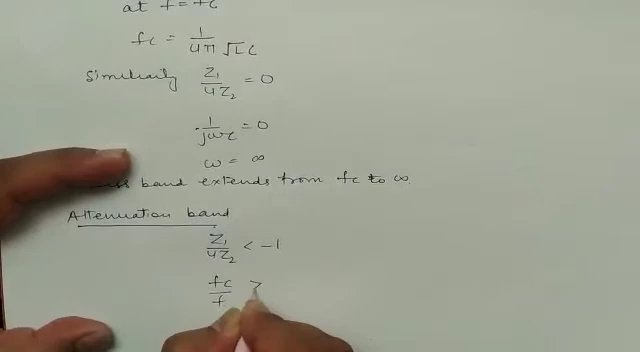 at f = fc
fc = 1/4π√LC
Similarily Z₁/4Z₂ = 0
1/jωc = 0
ω = ∞
band extends from fc to ∞
Attenuation band
Z₁/4Z₂ < -1
fc/f >